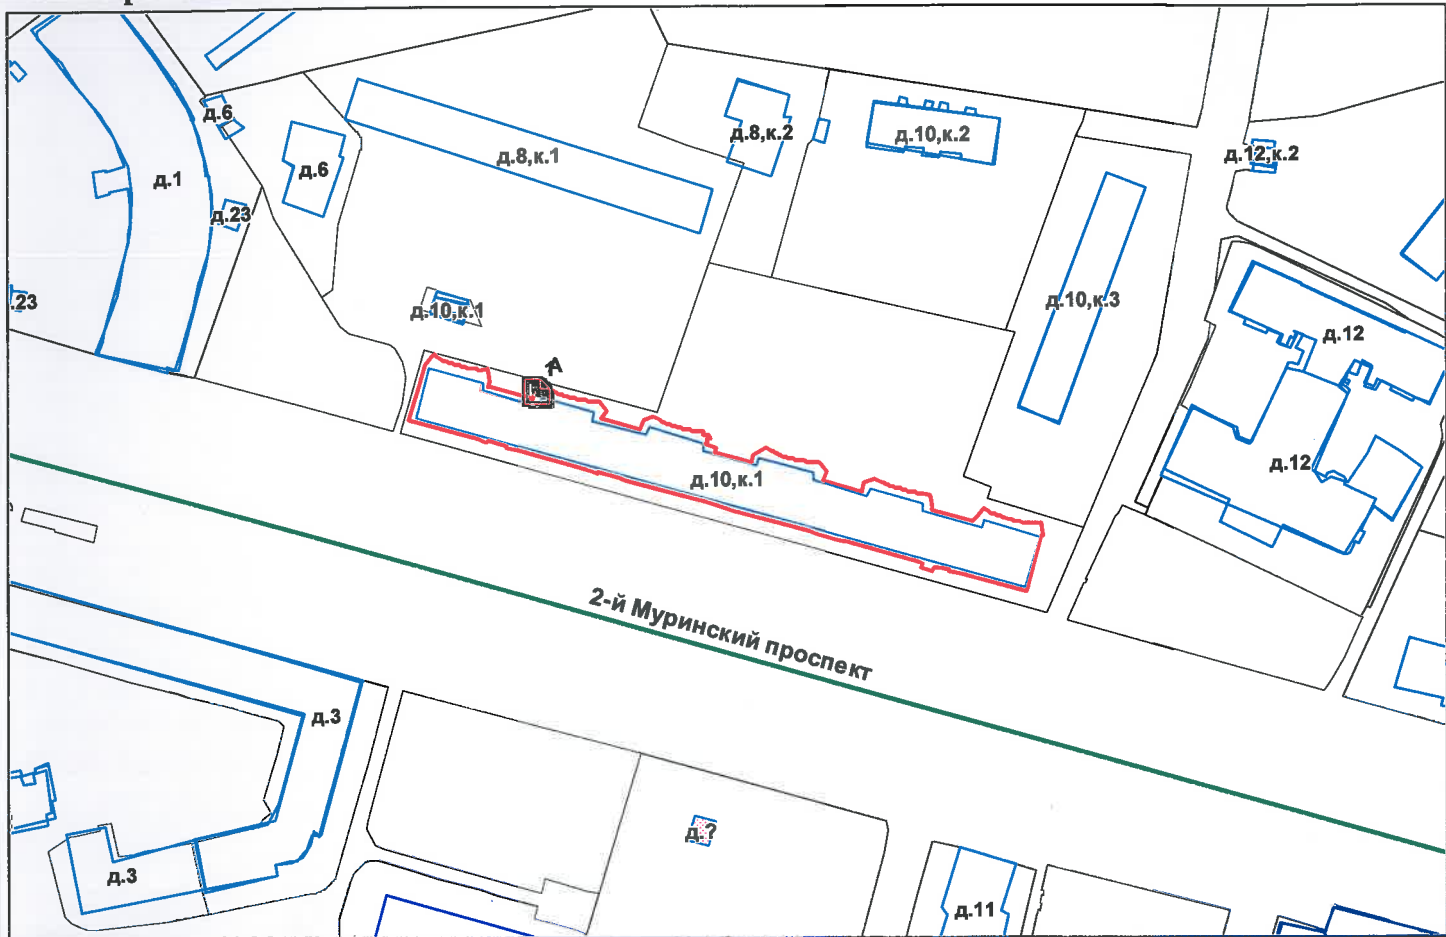 д.6
д.8,к.2
д.10,к.2
д.12,к.2
д.8,к.1
д.6
д.1
д.23
.23
д.10,к.1
д.10,к.3
д.12
А
д.12
д.10,к.1
2-й Муринский проспект
д.3
д.?
д.3
д.11